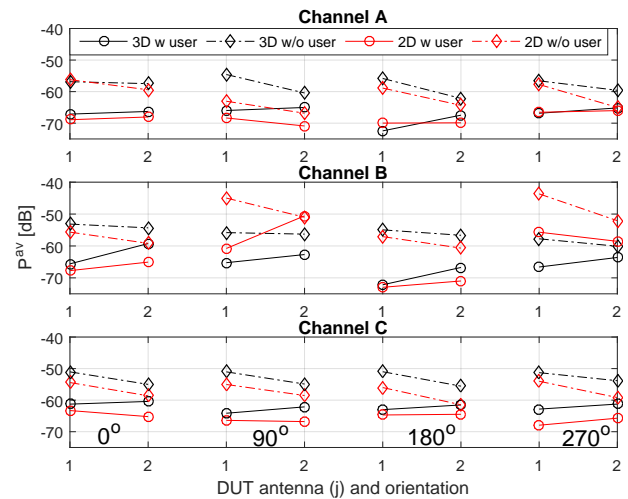 Channel A
3D w user 3D w/o user 2D w user 2D w/o user
-40
-50
-60
-70
1 2 1 2 1 2 1 2
Channel B
-40
-50
-60
-70
1 2 1 2 1 2 1 2
Channel C
-40
-50
-60
-70
0° 90° 180° 270°
1 2 1 2 1 2 1 2
P^av [dB]
DUT antenna (j) and orientation